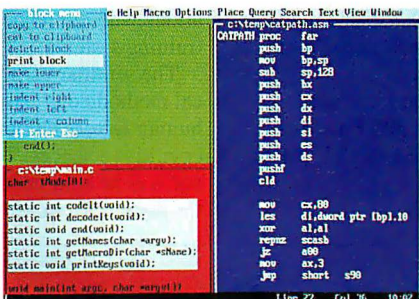 block menu
e Help Macro Options Place Query Search Text View Window
copy to clipboard
cut to clipboard
delete block
print block
make lower
make upper
indent right
indent left
indent + column
Enter Esc
end();
}
c:\temp\main.c
static int codeIt(void);
static int decodeIt(void);
static void end(void);
static int getNames(char *argv);
static int getMacroDir(char *sName);
static void printKeys(void);
void main(int argc, char *argv[])
c:\temp\catpath.asm
CATPATH proc far
push bp
mov bp,sp
sub sp,128
push bx
push cx
push dx
push di
push si
push es
push ds
pushf
cld
mov cx,80
les di,dword ptr [bp].10
xor al,al
repnz scasb
je a00
mov ax,3
jmp short s90
Line 22 Col 36 10:02